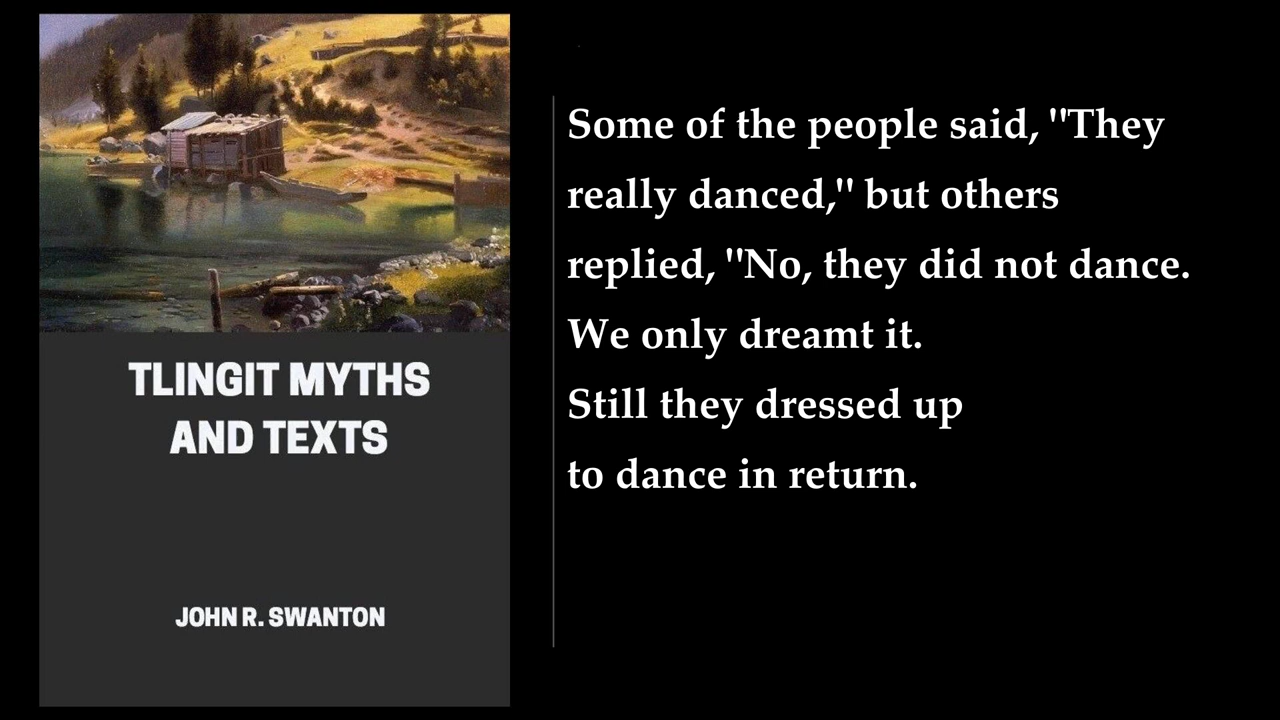 TLINGIT MYTHS
AND TEXTS
JOHN R. SWANTON
Some of the people said, "They
really danced," but others
replied, "No, they did not dance.
We only dreamt it.
Still they dressed up
to dance in return.